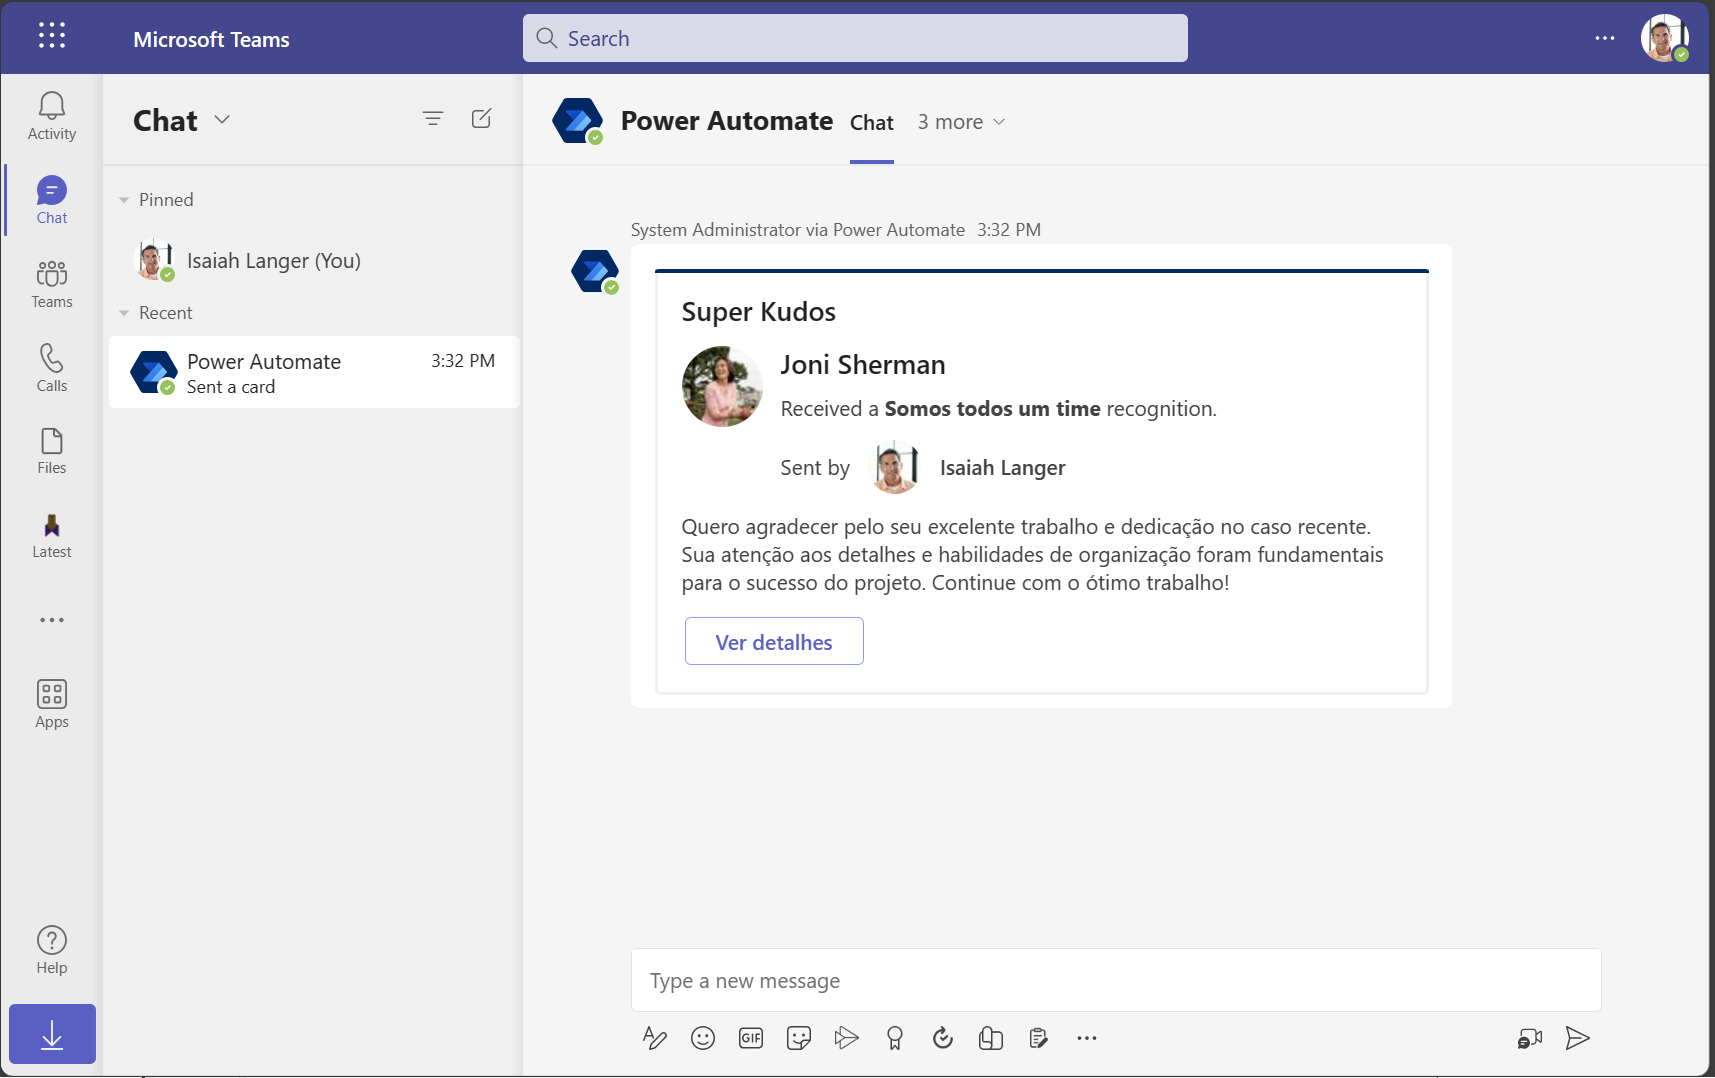 Microsoft Teams
Search
Activity
Chat
Teams
Calls
Files
Latest
Apps
Help
Chat
Pinned
Isaiah Langer (You)
Recent
Power Automate 3:32 PM
Sent a card
Power Automate Chat 3 more
System Administrator via Power Automate 3:32 PM
Super Kudos
Joni Sherman
Received a Somos todos um time recognition.
Sent by Isaiah Langer
Quero agradecer pelo seu excelente trabalho e dedicação no caso recente.
Sua atenção aos detalhes e habilidades de organização foram fundamentais
para o sucesso do projeto. Continue com o ótimo trabalho!
Ver detalhes
Type a new message
GIF